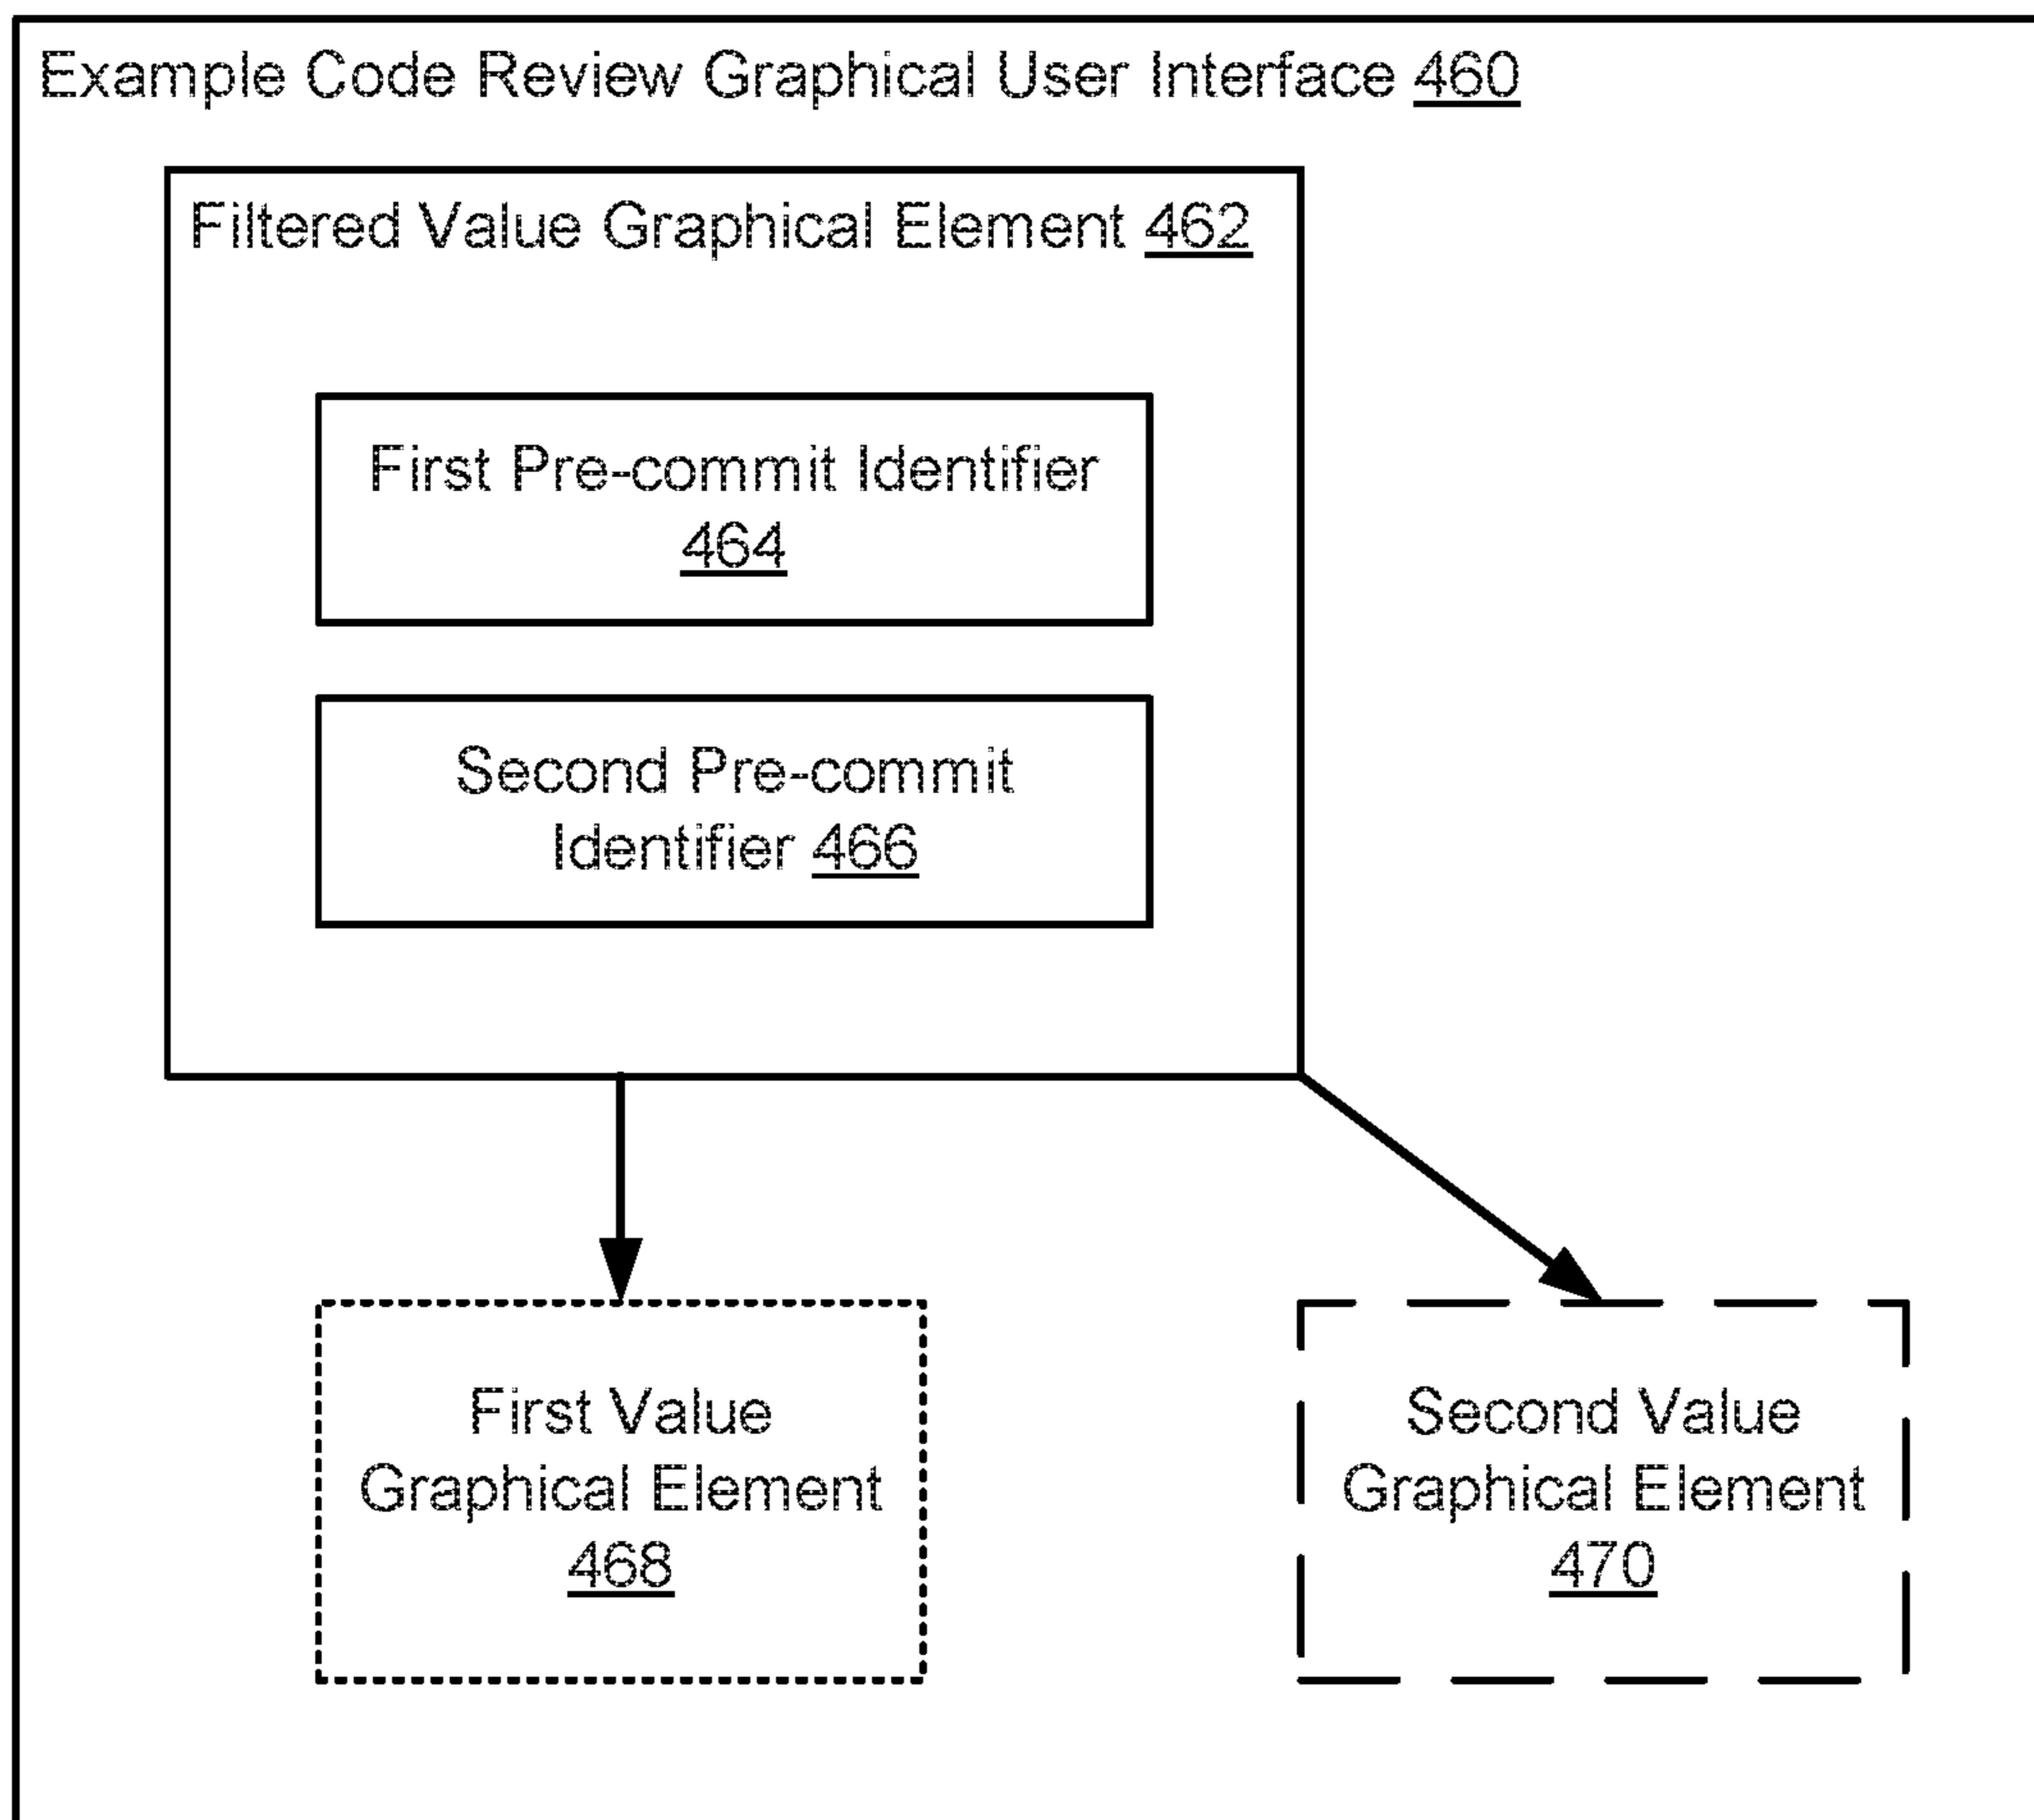 Example Code Review Graphical User Interface 460
Filtered Value Graphical Element 462
First Pre-commit Identifier
464
Second Pre-commit
Identifier 466
First Value
Graphical Element
468
Second Value
Graphical Element
470